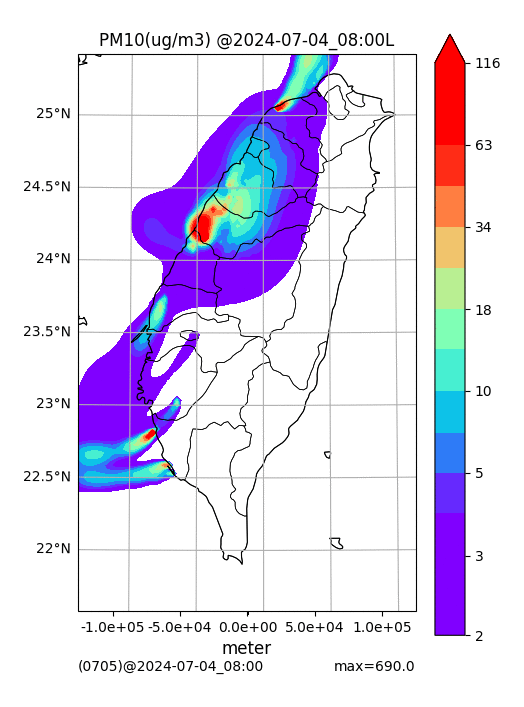 PM10(ug/m3) @2024-07-04_08:00L
116
63
34
18
10
5
3
2
25°N
24.5°N
24°N
23.5°N
23°N
22.5°N
22°N
-1.0e+05 -5.0e+04 0.0e+00 5.0e+04 1.0e+05
meter
(0705)@2024-07-04_08:00 max=690.0